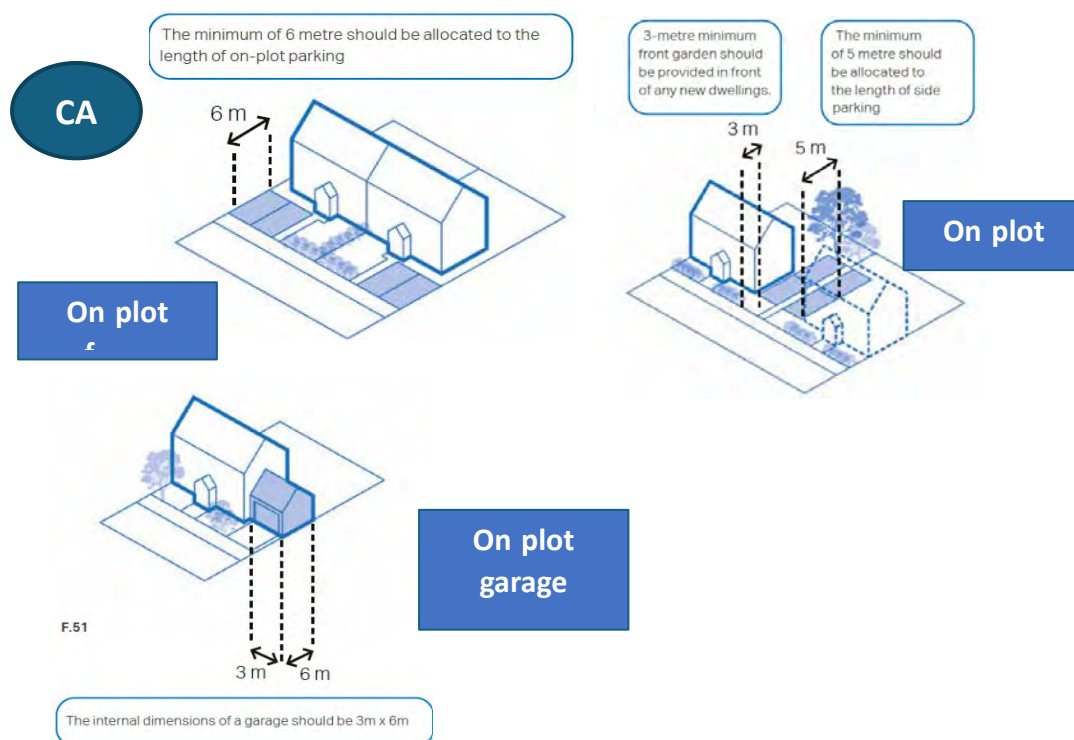 The minimum of 6 metre should be allocated to the
length of on-plot parking
CA
6 m
3-metre minimum
front garden should
be provided in front
of any new dwellings.
The minimum
of 5 metre should
be allocated to
the length of side
parking
3 m
5 m
On plot
On plot
On plot
garage
F.51
3 m
6 m
The internal dimensions of a garage should be 3m x 6m